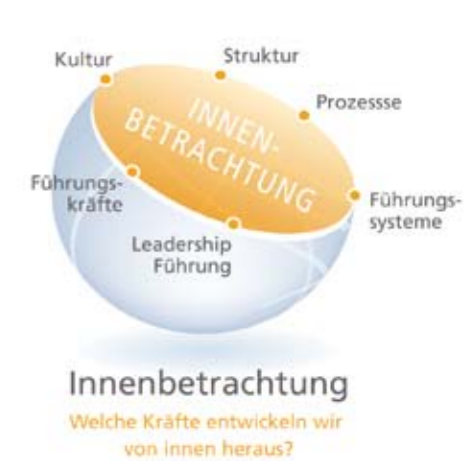 Kultur
Struktur
Prozessse
INNEN-
BETRACHTUNG
Führungs-
kräfte
Führungs-
systeme
Leadership
Führung
Innenbetrachtung
Welche Kräfte entwickeln wir
von innen heraus?